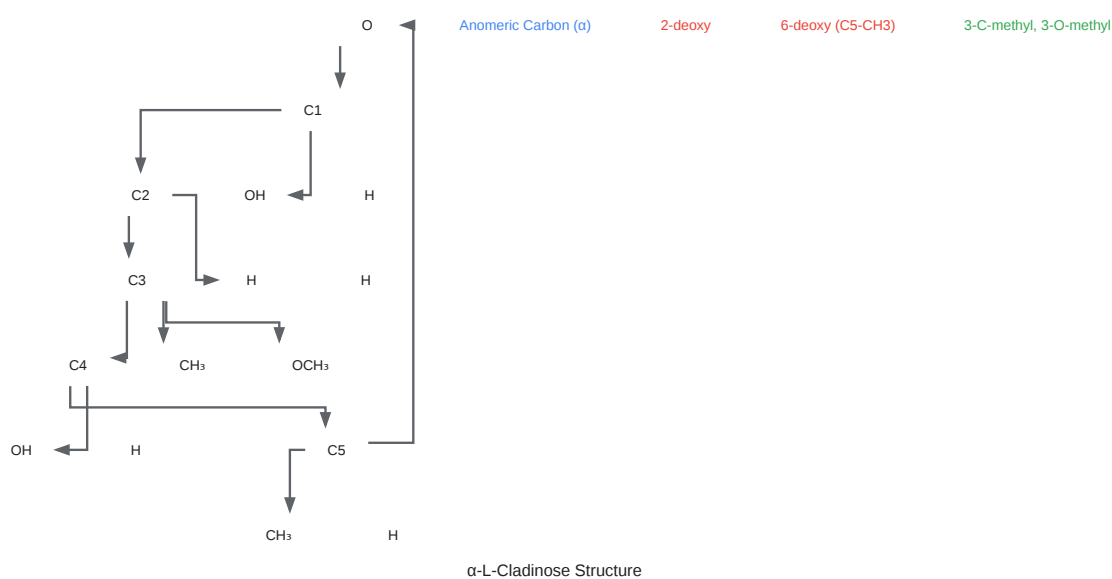 O Anomeric Carbon (α) 2-deoxy 6-deoxy (C5-CH3) 3-C-methyl, 3-O-methyl
C1
C2 OH H
C3 H H
C4 CH₃ OCH₃
OH H C5
CH₃ H
α-L-Cladinose Structure